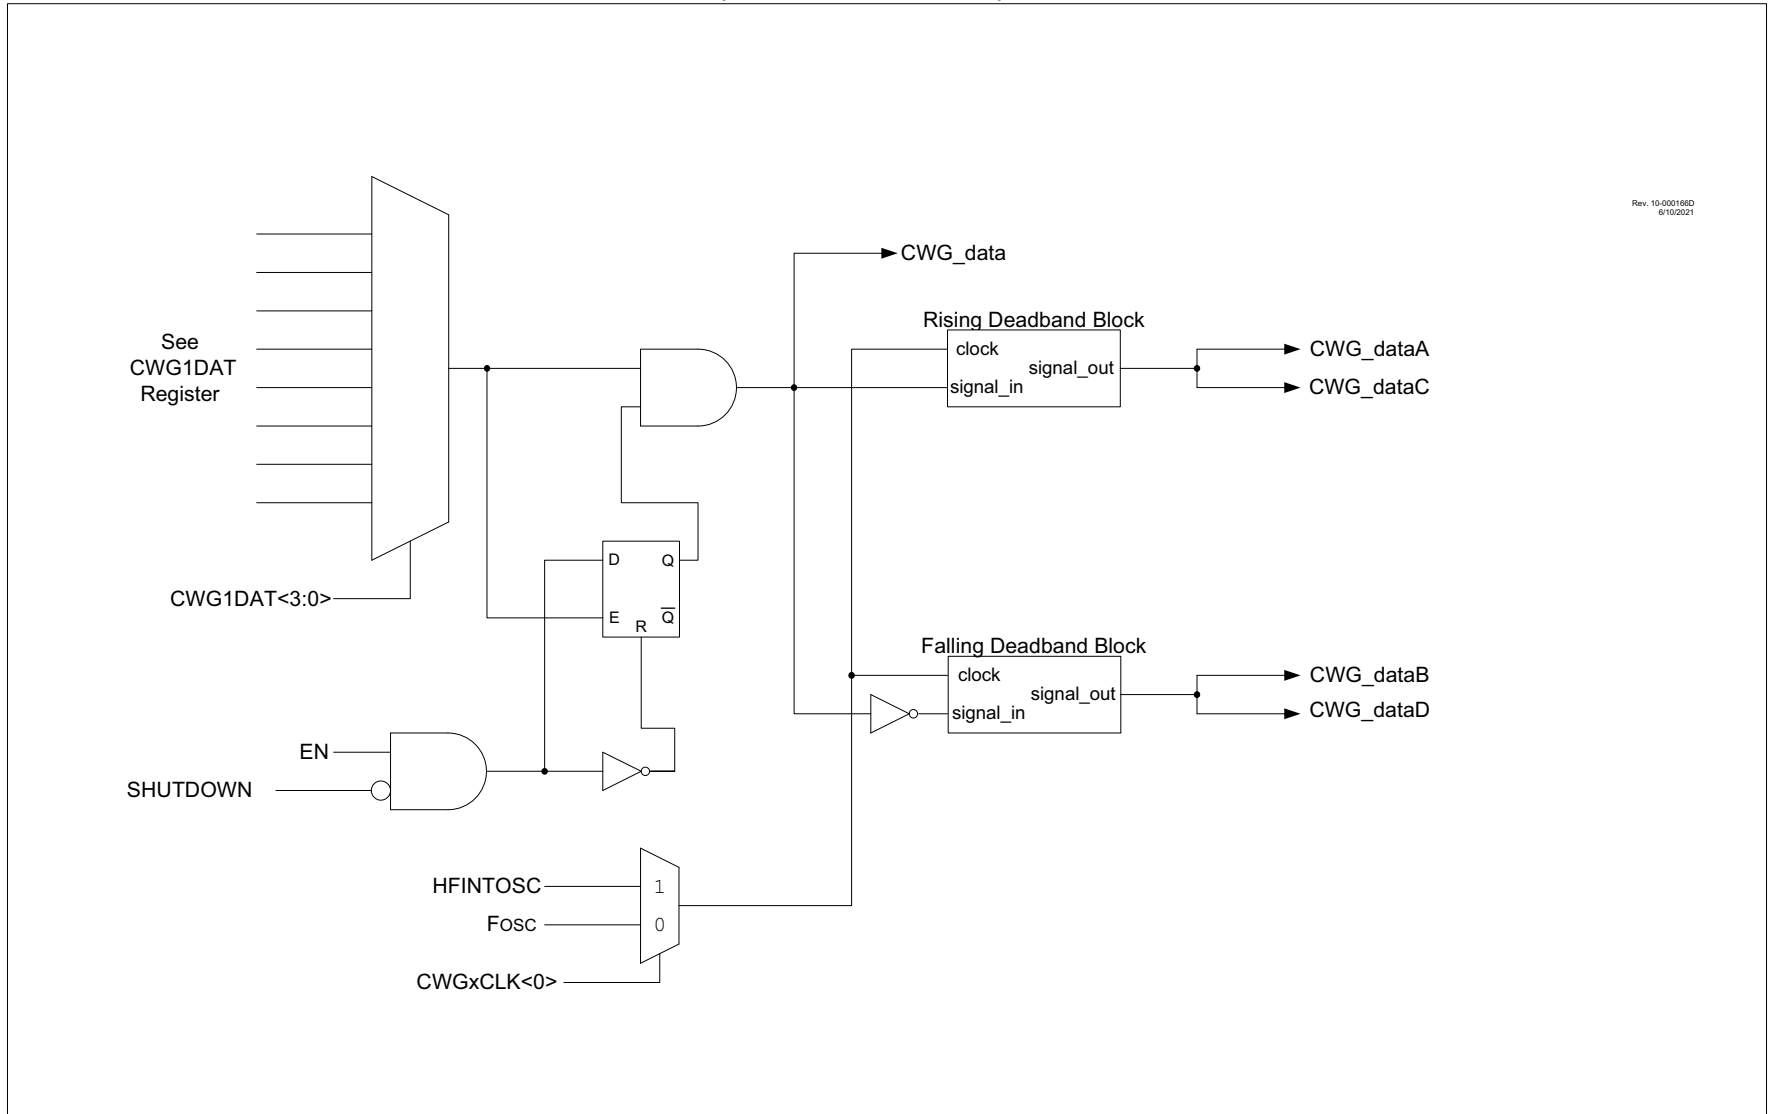 Rev. 10-000166D
6/10/2021
CWG_data
Rising Deadband Block
clock
signal_out
signal_in
CWG_dataA
CWG_dataC
See
CWG1DAT
Register
D
Q
E
R
Q̅
CWG1DAT<3:0>
Falling Deadband Block
clock
signal_out
signal_in
CWG_dataB
CWG_dataD
EN
SHUTDOWN
HFINTOSC
1
FOSC
0
CWGxCLK<0>